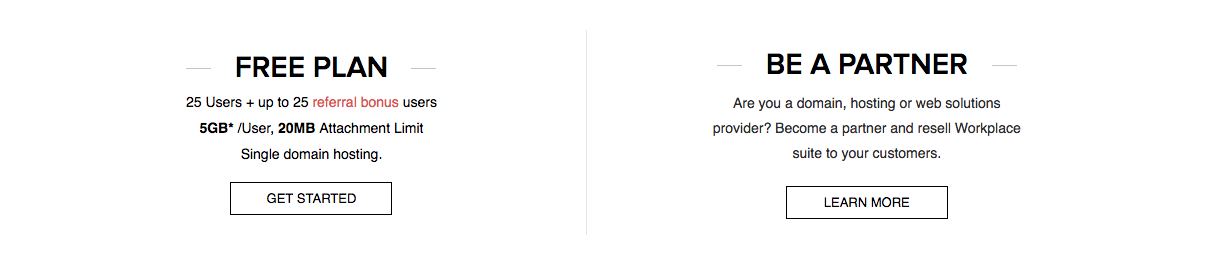 FREE PLAN
25 Users + up to 25 referral bonus users
5GB* /User, 20MB Attachment Limit
Single domain hosting.
GET STARTED
BE A PARTNER
Are you a domain, hosting or web solutions
provider? Become a partner and resell Workplace
suite to your customers.
LEARN MORE